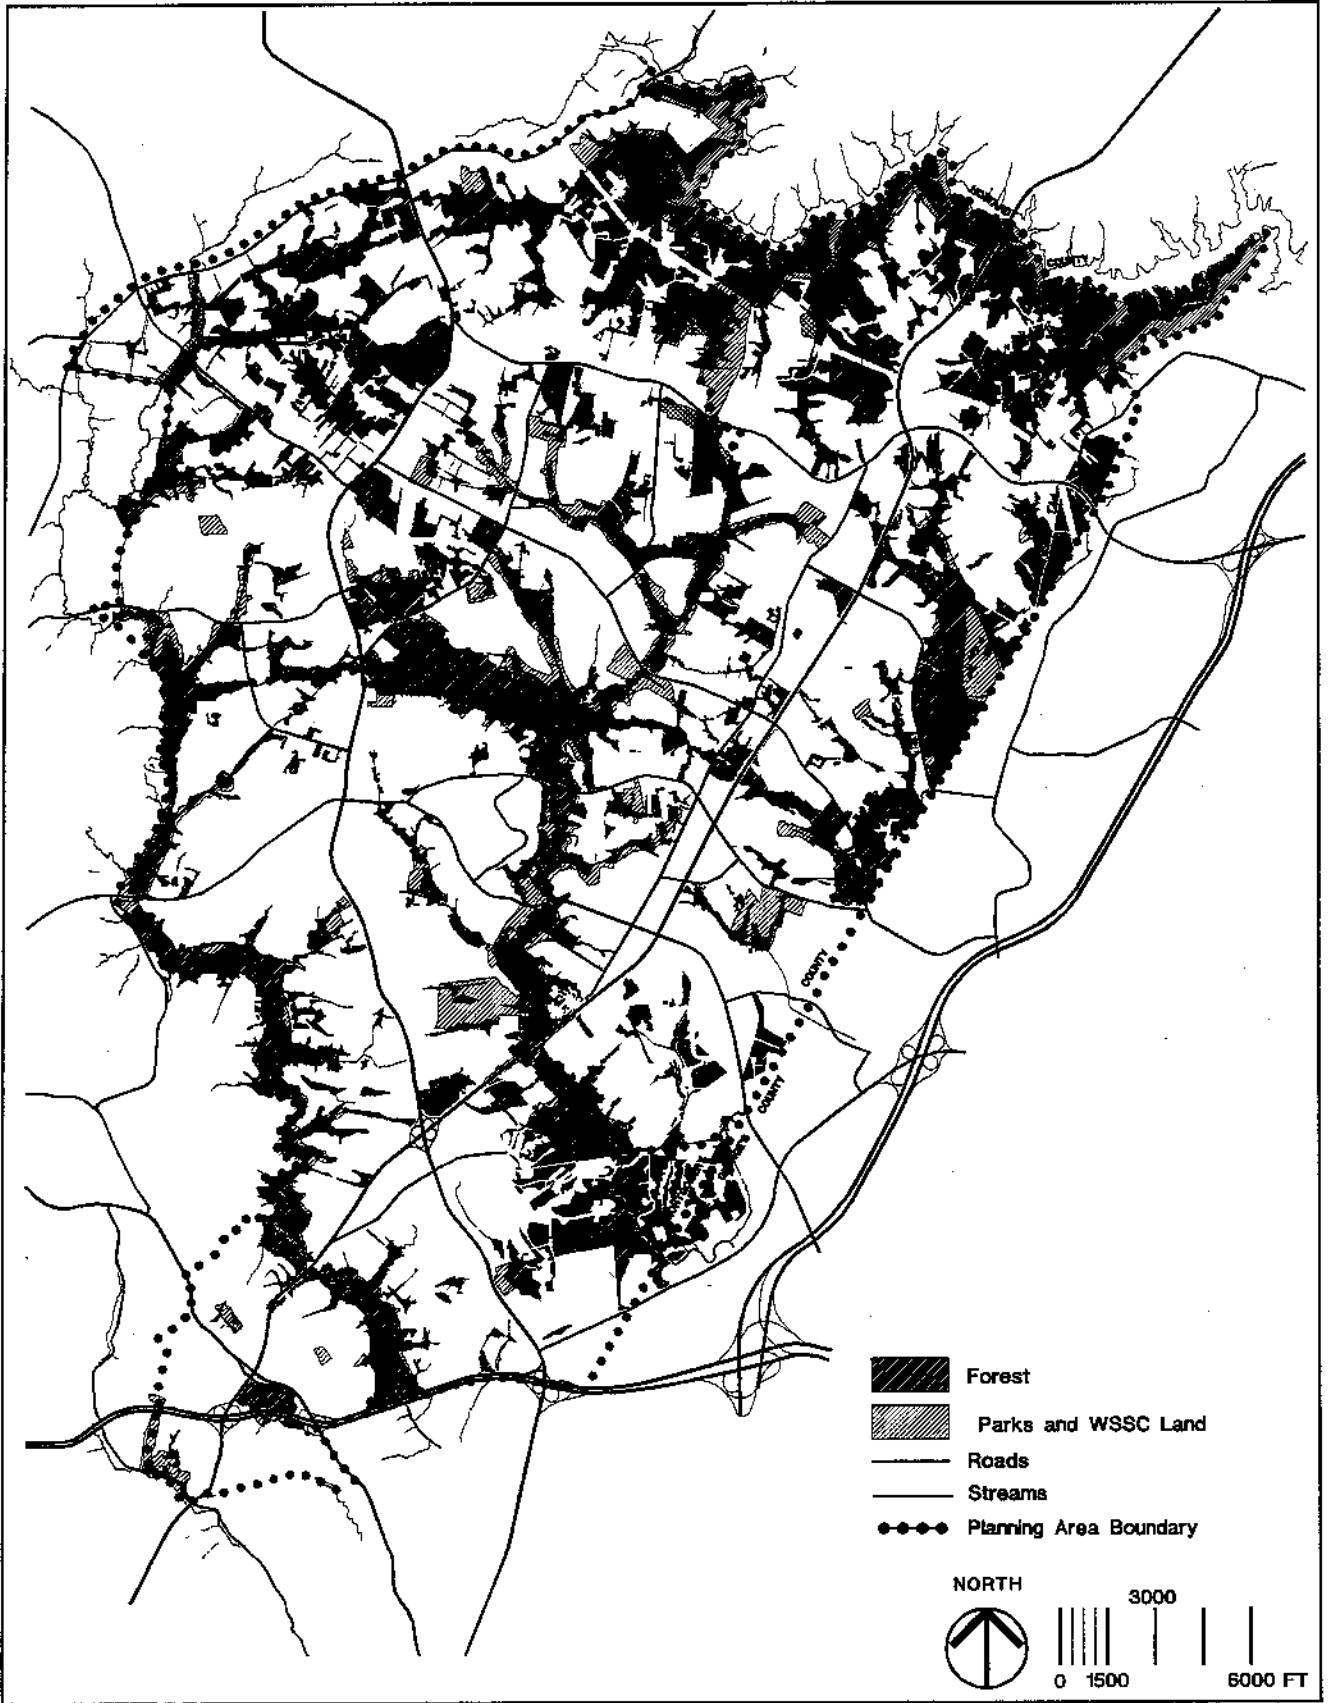 COUNTY
COUNTY
COUNTY
Forest
Parks and WSSC Land
Roads
Streams
Planning Area Boundary
NORTH
3000
0 1500 6000 FT